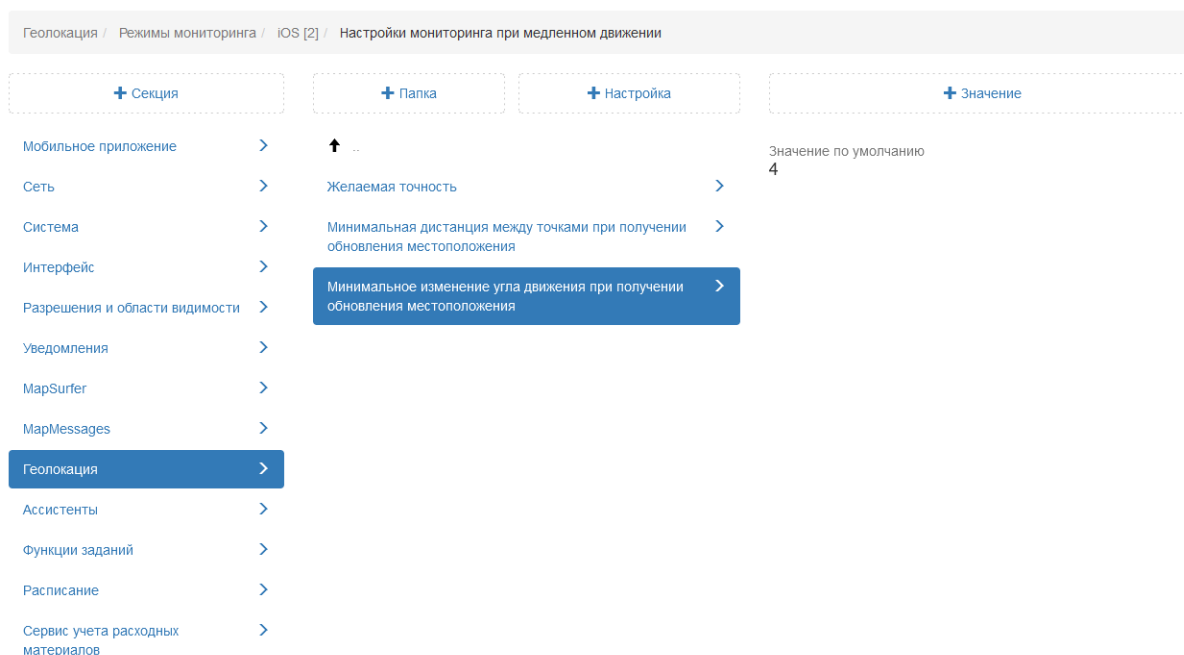 Геолокация / Режимы мониторинга / iOS [2] / Настройки мониторинга при медленном движении
+ Секция
+ Папка
+ Настройка
+ Значение
Мобильное приложение
Сеть
Система
Интерфейс
Разрешения и области видимости
Уведомления
MapSurfer
MapMessages
Геолокация
Ассистенты
Функции заданий
Расписание
Сервис учета расходных
материалов
..
Желаемая точность
Минимальная дистанция между точками при получении
обновления местоположения
Минимальное изменение угла движения при получении
обновления местоположения
Значение по умолчанию
4